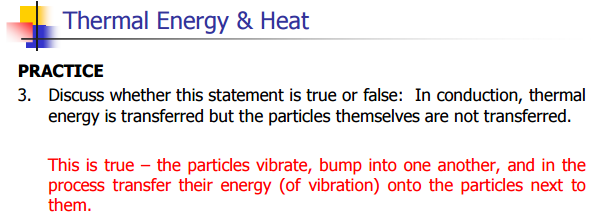 Thermal Energy & Heat
PRACTICE
3. Discuss whether this statement is true or false: In conduction, thermal
energy is transferred but the particles themselves are not transferred.
This is true – the particles vibrate, bump into one another, and in the
process transfer their energy (of vibration) onto the particles next to
them.